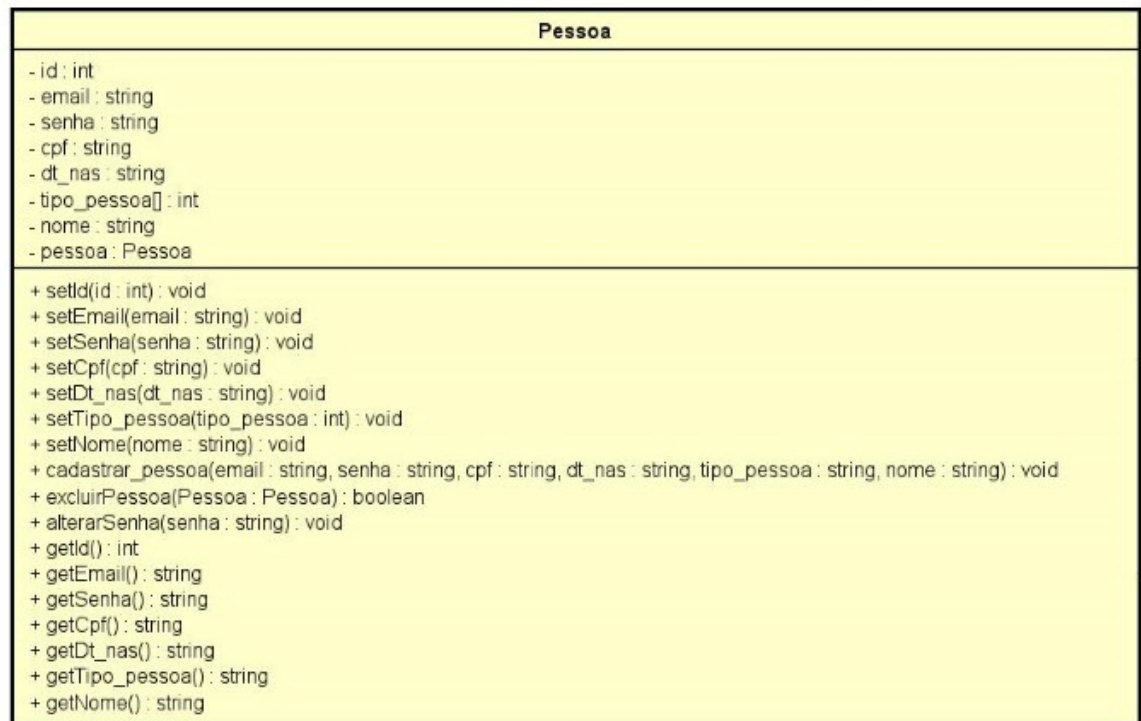 Pessoa
- id : int
- email : string
- senha : string
- cpf : string
- dt_nas : string
- tipo_pessoa[] : int
- nome : string
- pessoa : Pessoa
+ setId(id : int) : void
+ setEmail(email : string) : void
+ setSenha(senha : string) : void
+ setCpf(cpf : string) : void
+ setDt_nas(dt_nas : string) : void
+ setTipo_pessoa(tipo_pessoa : int) : void
+ setNome(nome : string) : void
+ cadastrar_pessoa(email : string, senha : string, cpf : string, dt_nas : string, tipo_pessoa : string, nome : string) : void
+ excluirPessoa(Pessoa : Pessoa) : boolean
+ alterarSenha(senha : string) : void
+ getId() : int
+ getEmail() : string
+ getSenha() : string
+ getCpf() : string
+ getDt_nas() : string
+ getTipo_pessoa() : string
+ getNome() : string